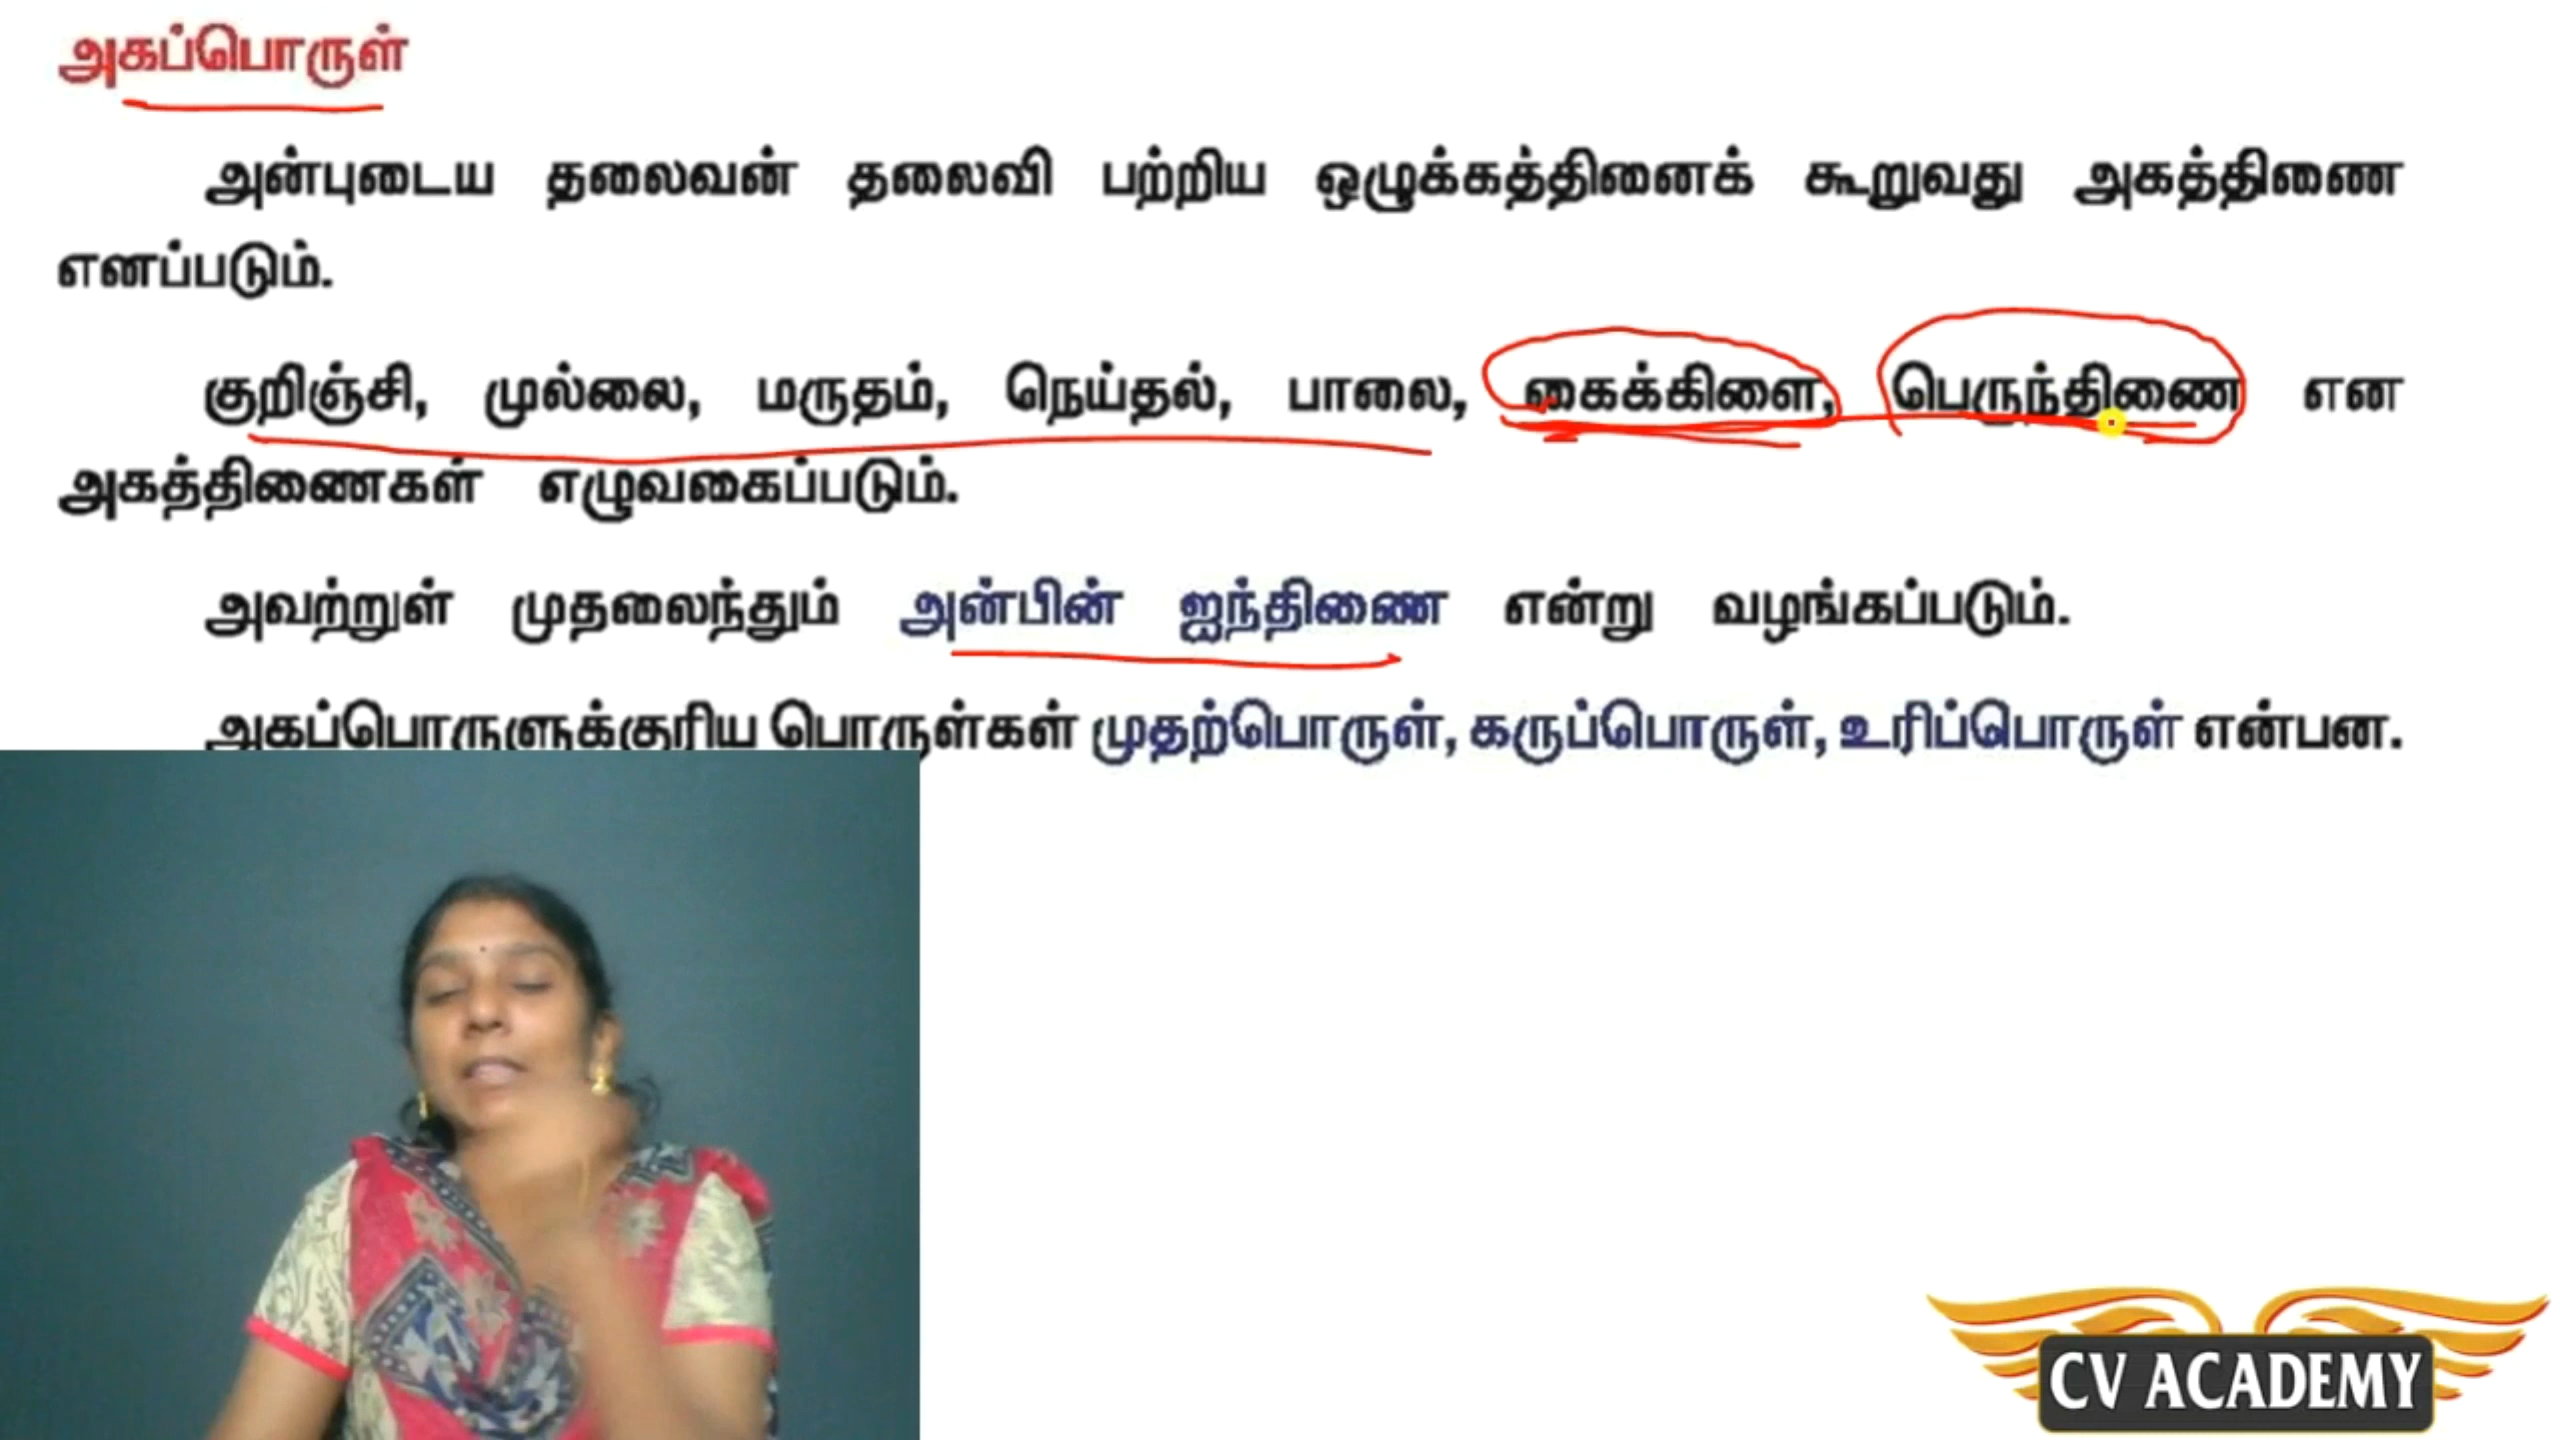 அகப்பொருள்
அன்புடைய தலைவன் தலைவி பற்றிய ஒழுக்கத்தினைக் கூறுவது அகத்திணை
எனப்படும்.
குறிஞ்சி, முல்லை, மருதம், நெய்தல், பாலை, கைக்கிளை, பெருந்திணை என
அகத்திணைகள் எழுவகைப்படும்.
அவற்றுள் முதலைந்தும் அன்பின் ஐந்திணை என்று வழங்கப்படும்.
அகப்பொருளுக்குரிய பொருள்கள் முதற்பொருள், கருப்பொருள், உரிப்பொருள் என்பன.
CV ACADEMY